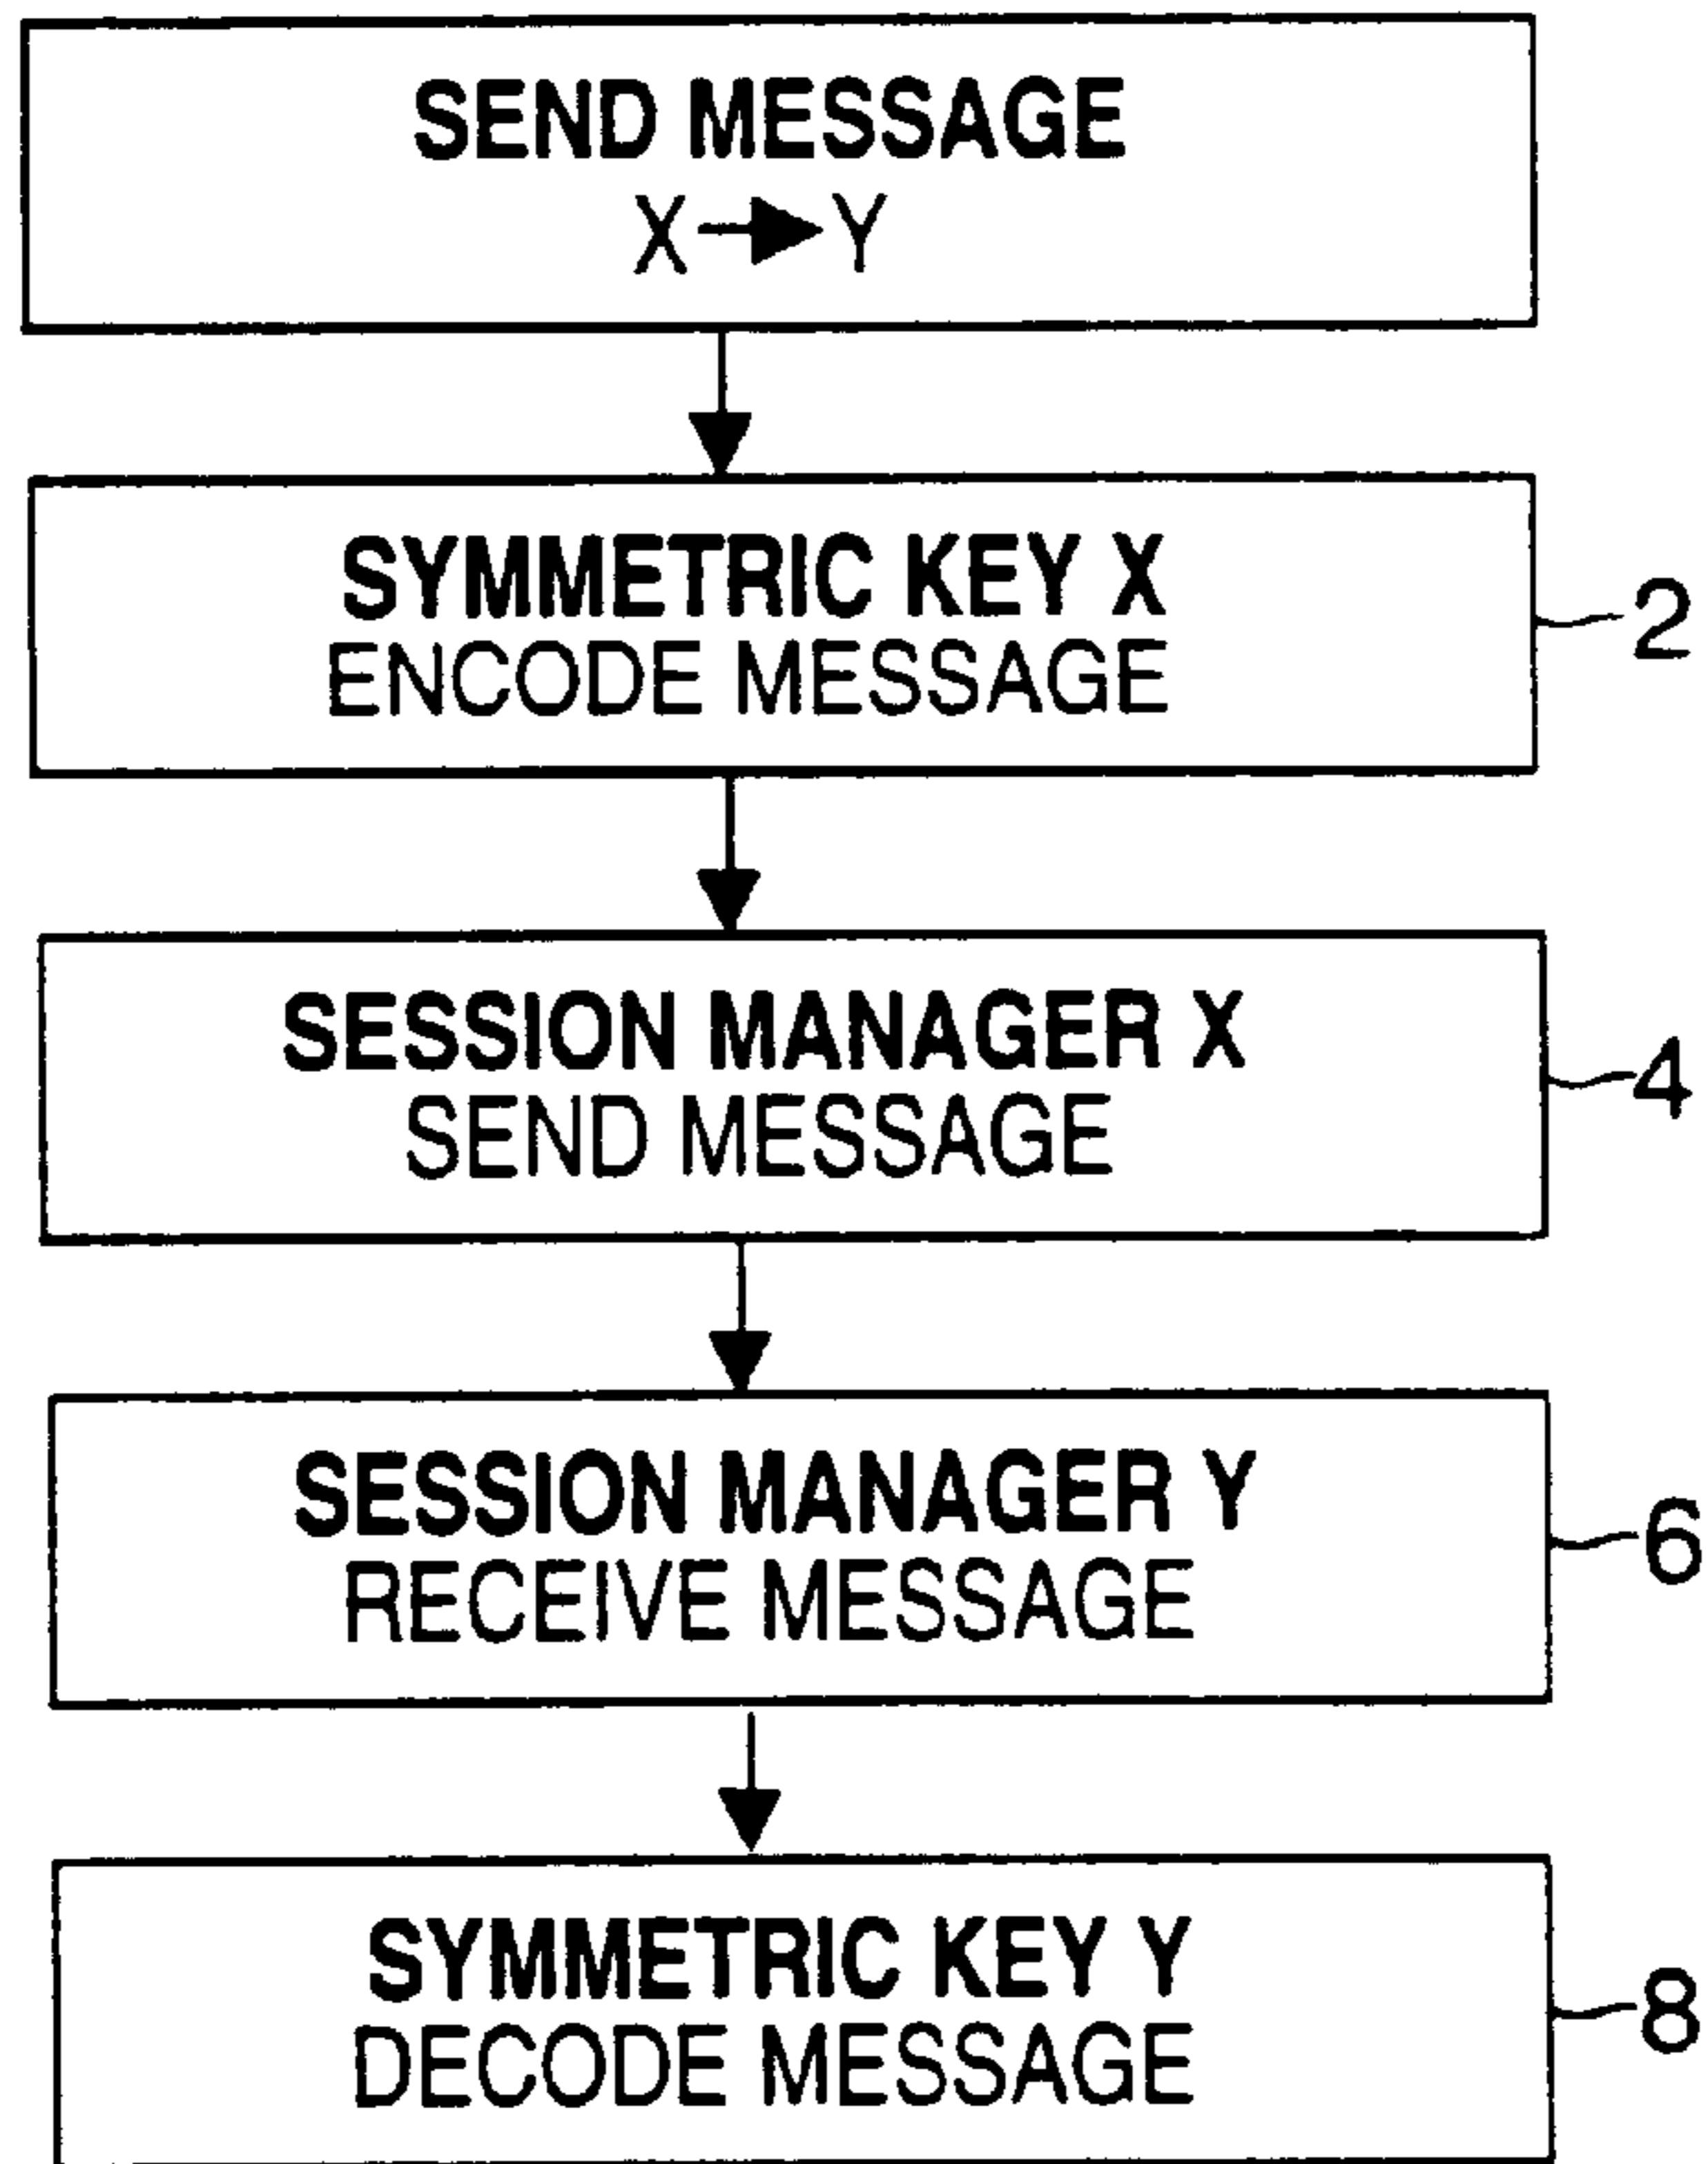 SEND MESSAGE
X → Y
SYMMETRIC KEY X
ENCODE MESSAGE
2
SESSION MANAGER X
SEND MESSAGE
4
SESSION MANAGER Y
RECEIVE MESSAGE
6
SYMMETRIC KEY Y
DECODE MESSAGE
8